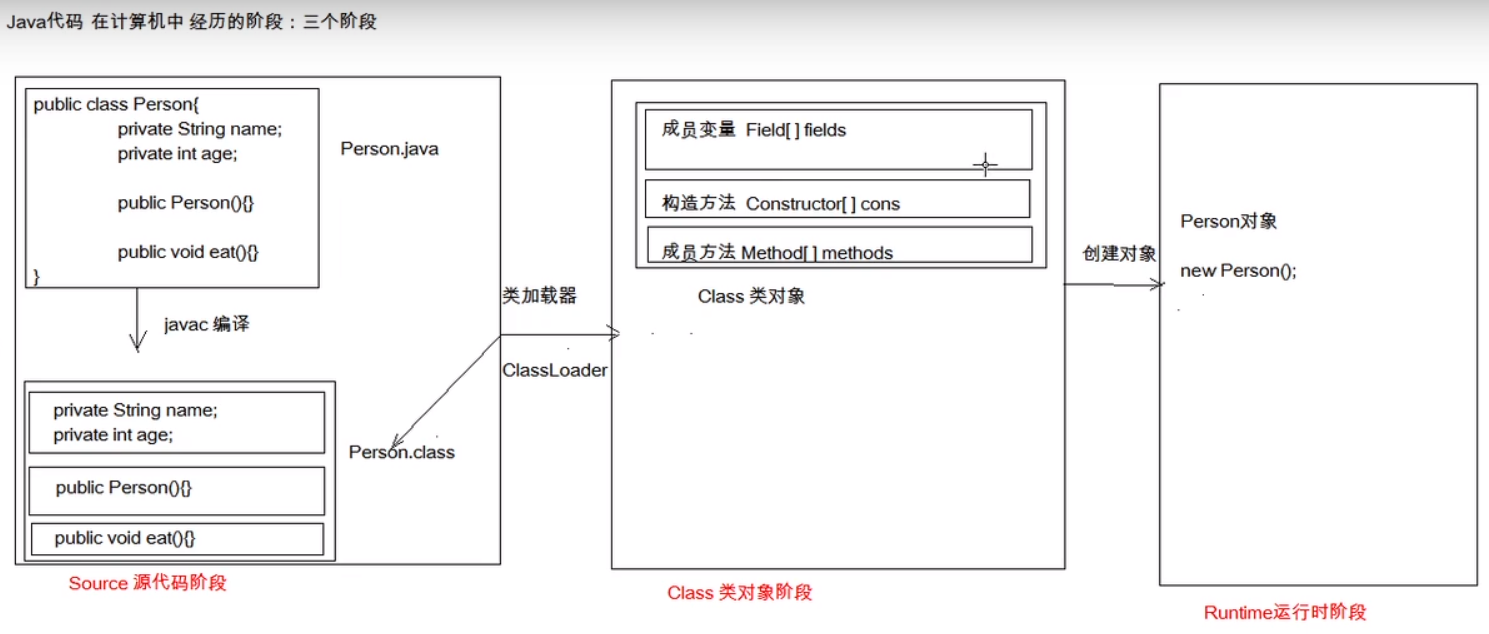 Java代码 在计算机中 经历的阶段：三个阶段
public class Person{
private String name;
private int age;
public Person(){}
public void eat(){}
}
Person.java
javac 编译
private String name;
private int age;
public Person(){}
public void eat(){}
Person.class
Source 源代码阶段
类加载器
ClassLoader
成员变量 Field[ ] fields
构造方法 Constructor[ ] cons
成员方法 Method[ ] methods
Class 类对象
Class 类对象阶段
创建对象
Person对象
new Person();
Runtime运行时阶段